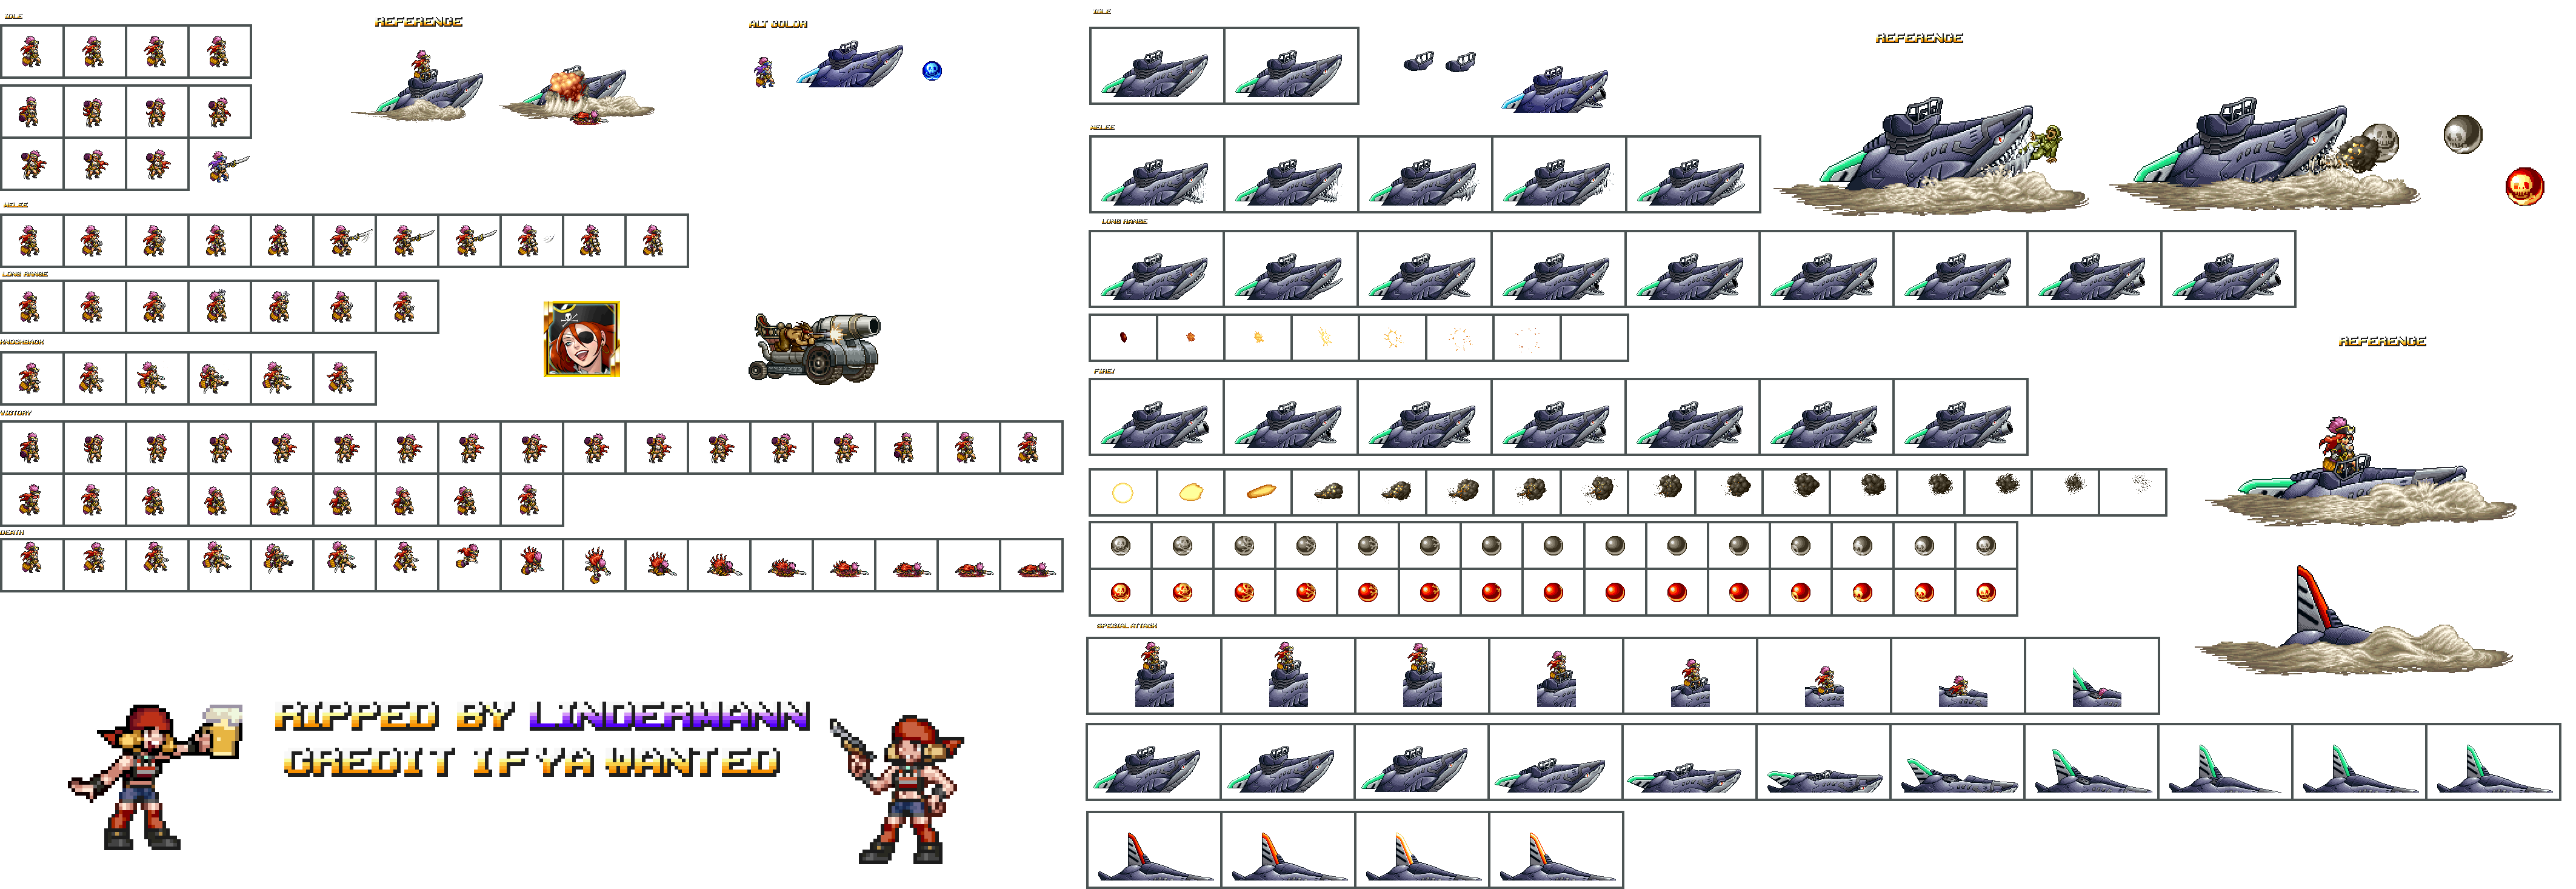 IDLE
REFERENCE
ALT COLOR
MELEE
LONG RANGE
KNOCKBACK
VICTORY
DEATH
RIPPED BY LINDERMANN
CREDIT IF YA WANTED
IDLE
REFERENCE
MELEE
LONG RANGE
REFERENCE
FIRE!
SPECIAL ATTACK